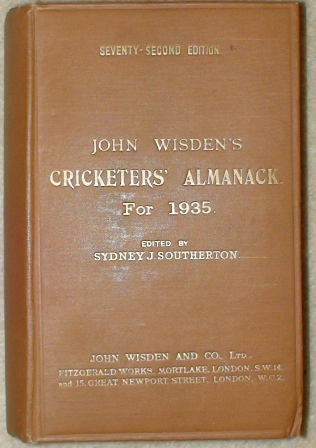 SEVENTY-SECOND EDITION.
JOHN WISDEN'S
CRICKETERS' ALMANACK.
For 1935.
EDITED BY
SYDNEY J. SOUTHERTON.
JOHN WISDEN AND CO., LTD.,
FITZGERALD WORKS, MORTLAKE, LONDON, S.W.14,
and 15, GREAT NEWPORT STREET, LONDON, W.C.2.